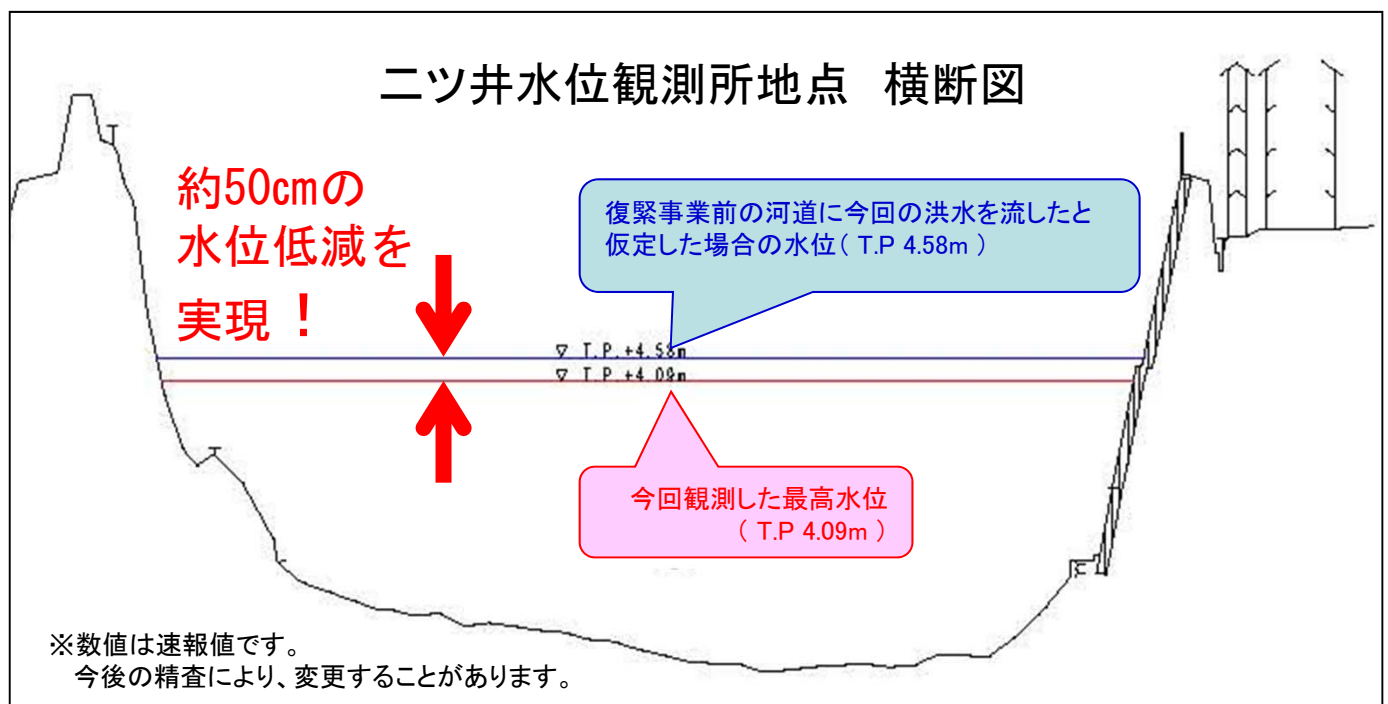 二ツ井水位観測所地点 横断図
約50cmの
水位低減を
実現！
復緊事業前の河道に今回の洪水を流したと
仮定した場合の水位( T.P 4.58m )
▽ T.P.+4.58m
▽ T.P.+4.09m
今回観測した最高水位
( T.P 4.09m )
※数値は速報値です。
今後の精査により、変更することがあります。